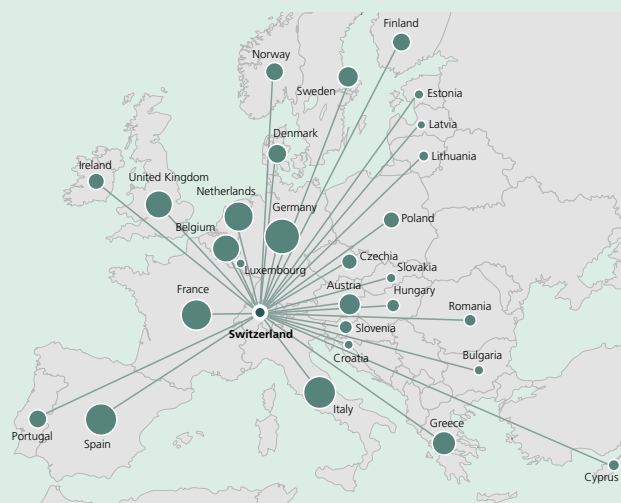 Finland
Norway
Sweden
Estonia
Latvia
Denmark
Lithuania
Ireland
United Kingdom
Netherlands
Germany
Poland
Belgium
Czechia
Luxembourg
Slovakia
Austria
France
Hungary
Romania
Switzerland
Slovenia
Croatia
Bulgaria
Italy
Greece
Portugal
Spain
Cyprus